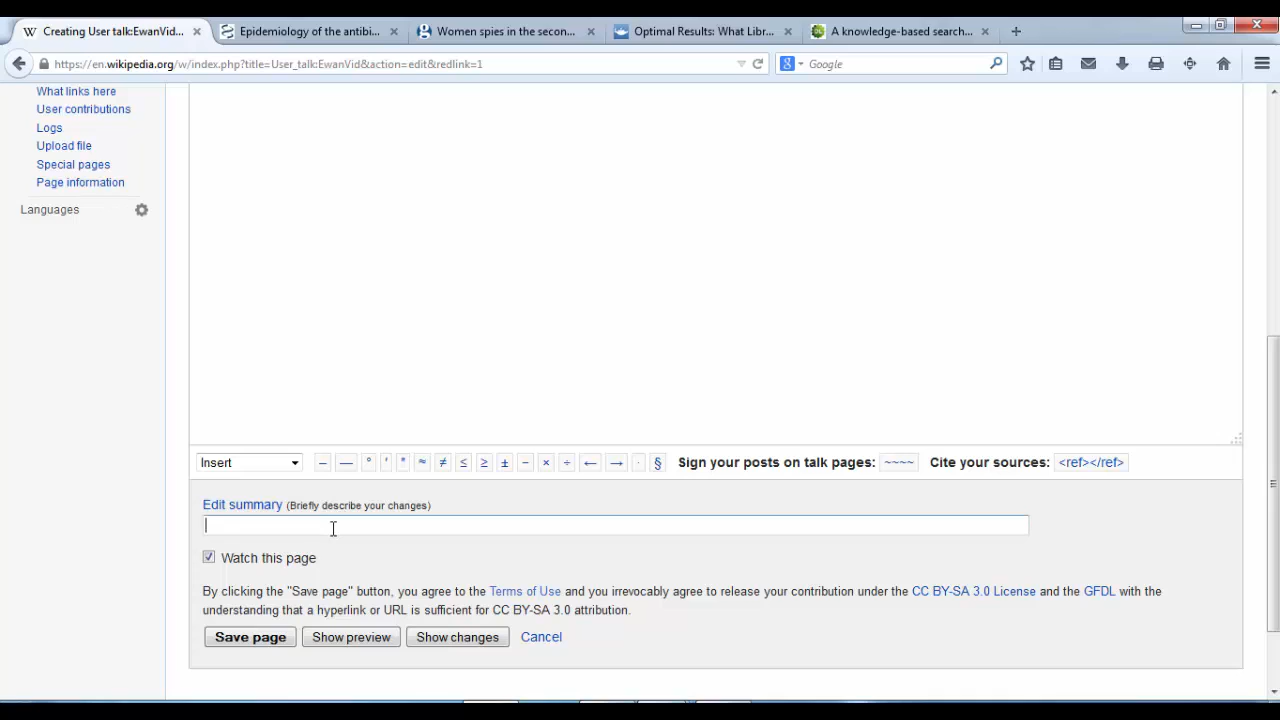 Creating User talk:EwanVid...
Epidemiology of the antibi...
Women spies in the secon...
Optimal Results: What Libr...
A knowledge-based search...
https://en.wikipedia.org/w/index.php?title=User_talk:EwanVid&action=edit&redlink=1
Google
What links here
User contributions
Logs
Upload file
Special pages
Page information
Languages
Insert – — ° ′ ″ ≈ ≠ ≤ ≥ ± − × ÷ ← → · § Sign your posts on talk pages: ~~~~ Cite your sources: <ref></ref>
Edit summary (Briefly describe your changes)
Watch this page
By clicking the "Save page" button, you agree to the Terms of Use and you irrevocably agree to release your contribution under the CC BY-SA 3.0 License and the GFDL with the
understanding that a hyperlink or URL is sufficient for CC BY-SA 3.0 attribution.
Save page Show preview Show changes Cancel